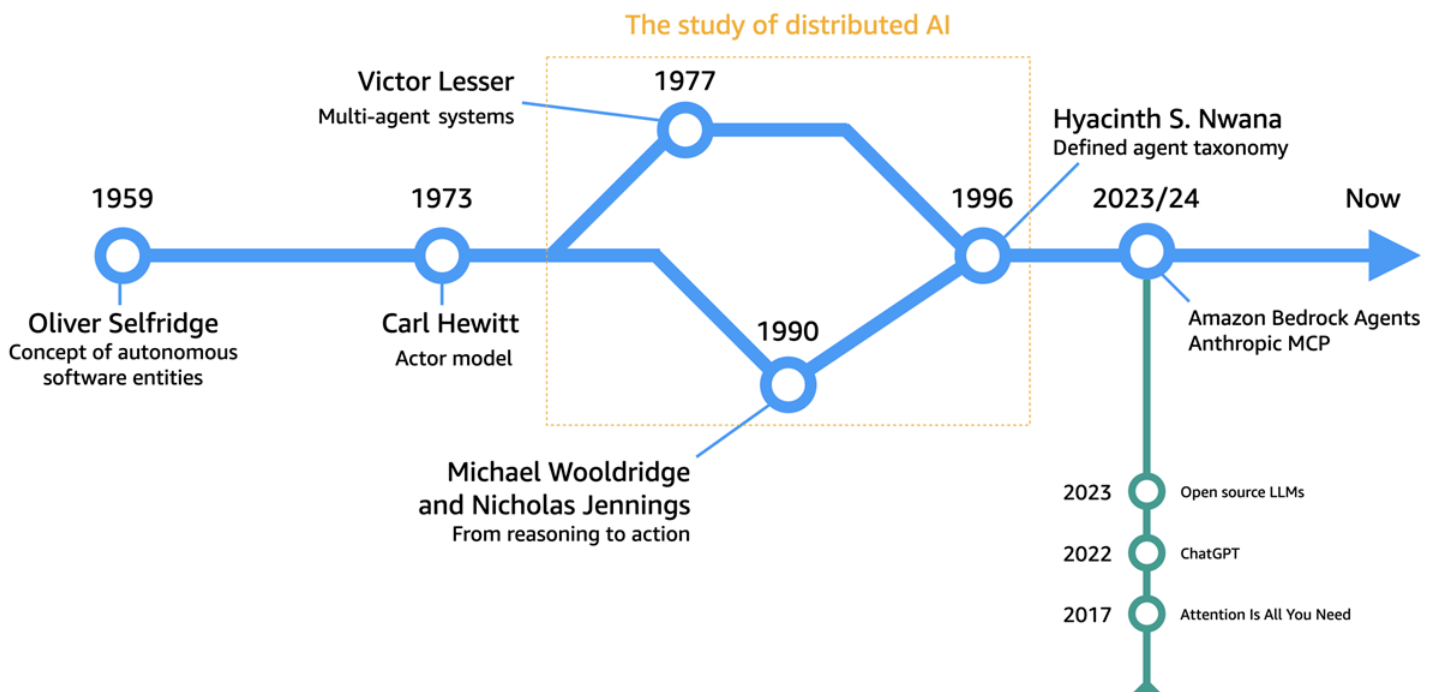 The study of distributed AI
Victor Lesser
Multi-agent systems
1977
Hyacinth S. Nwana
Defined agent taxonomy
1959
1973
1996
2023/24
Now
Oliver Selfridge
Concept of autonomous
software entities
Carl Hewitt
Actor model
1990
Amazon Bedrock Agents
Anthropic MCP
Michael Wooldridge
and Nicholas Jennings
From reasoning to action
2023 Open source LLMs
2022 ChatGPT
2017 Attention Is All You Need